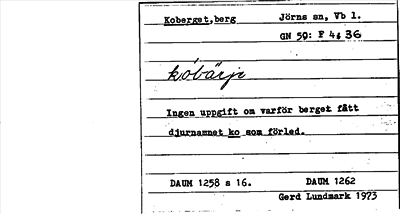 Koberget, berg Jörns sn, Vb l.
GN 59: F 4; 36
kobärje
Ingen uppgift om varför berget fått
djurnamnet ko som förled.
DAUM 1258 s 16. DAUM 1262
Gerd Lundmark 1973